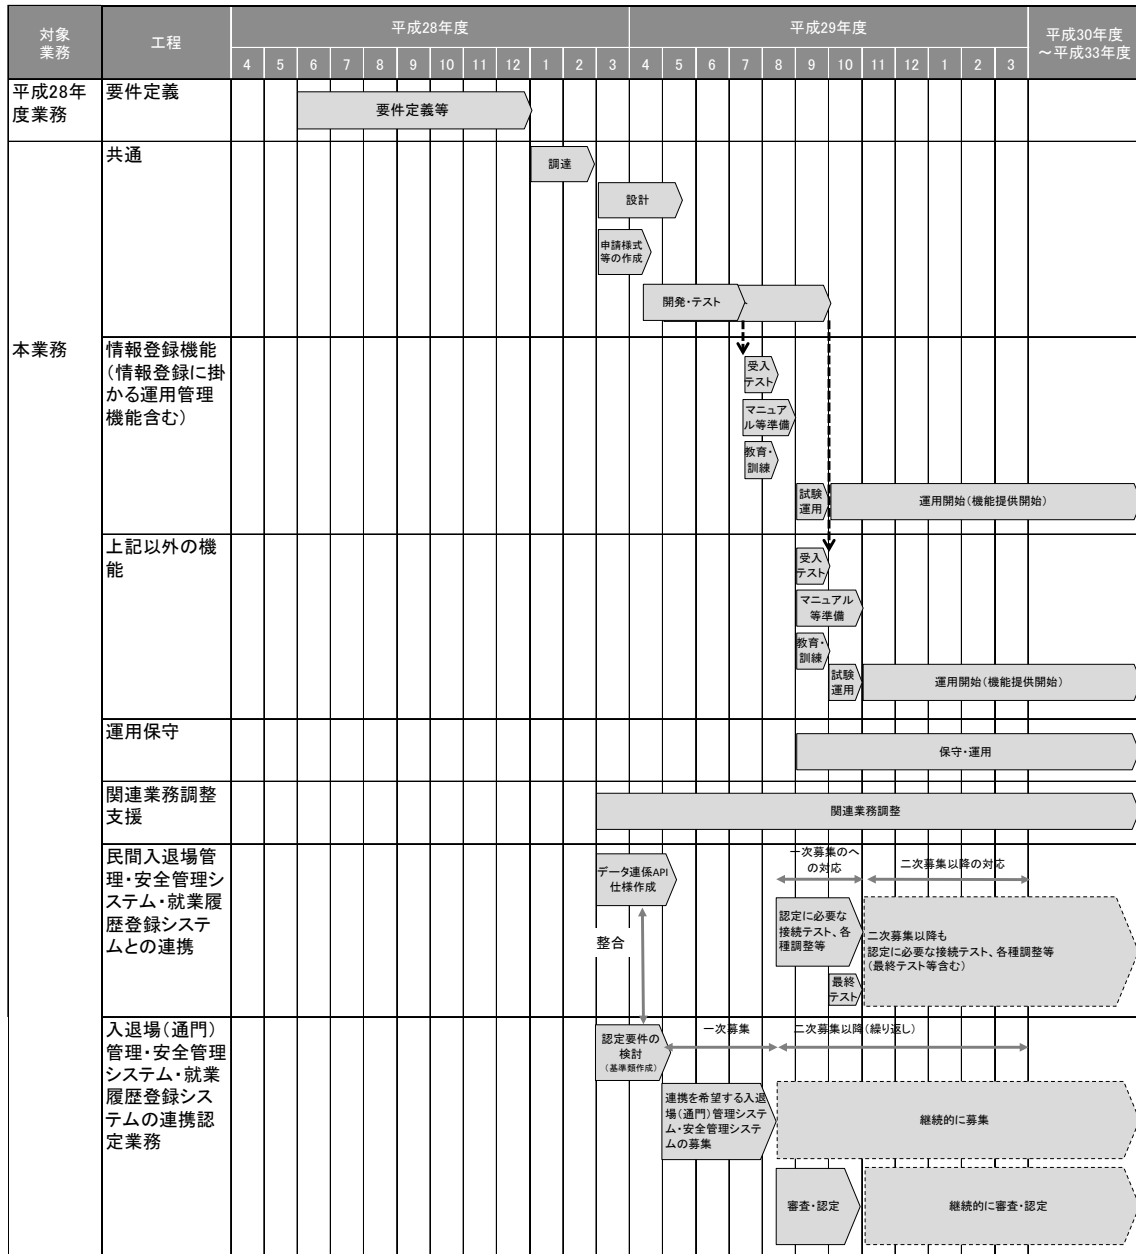 対象
業務
工程
平成28年度
平成29年度
平成30年度
～平成33年度
4 5 6 7 8 9 10 11 12 1 2 3 4 5 6 7 8 9 10 11 12 1 2 3
平成28年
度業務
要件定義
要件定義等
本業務
共通
調達
設計
申請様式
等の作成
開発・テスト
情報登録機能
（情報登録に掛
かる運用管理
機能含む）
受入
テスト
マニュア
ル等準備
教育・
訓練
試験
運用
運用開始（機能提供開始）
上記以外の機
能
受入
テスト
マニュアル
等準備
教育・
訓練
試験
運用
運用開始（機能提供開始）
運用保守
保守・運用
関連業務調整
支援
関連業務調整
民間入退場管
理・安全管理シ
ステム・就業履
歴登録システ
ムとの連携
データ連係API
仕様作成
整合
一次募集のへ
の対応
二次募集以降の対応
認定に必要な
接続テスト、各
種調整等
最終
テスト
二次募集以降も
認定に必要な接続テスト、各種調整等
（最終テスト等含む）
入退場（通門）
管理・安全管理
システム・就業
履歴登録シス
テムの連携認
定業務
認定要件の
検討
（基準類作成）
一次募集
二次募集以降（繰り返し）
連携を希望する入退
場（通門）管理システ
ム・安全管理システ
ムの募集
継続的に募集
審査・認定
継続的に審査・認定